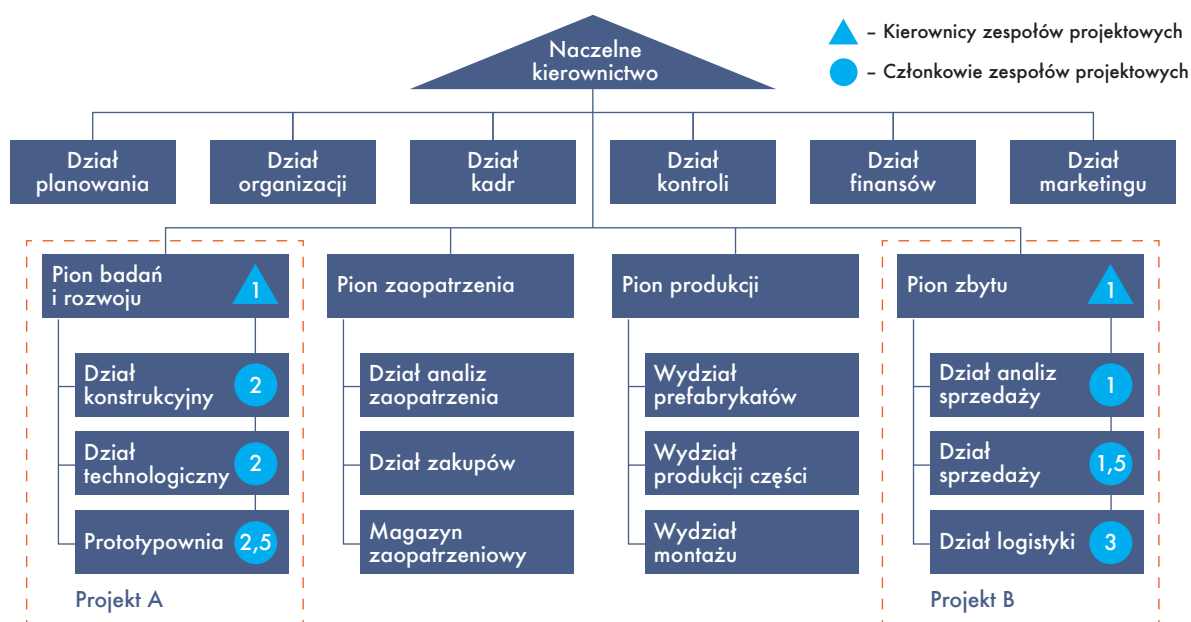 Naczelne
kierownictwo
– Kierownicy zespołów projektowych
– Członkowie zespołów projektowych
Dział
planowania
Dział
organizacji
Dział
kadr
Dział
kontroli
Dział
finansów
Dział
marketingu
Pion badań
i rozwoju
1
Dział
konstrukcyjny
2
Dział
technologiczny
2
Prototypownia
2,5
Projekt A
Pion zaopatrzenia
Dział analiz
zaopatrzenia
Dział zakupów
Magazyn
zaopatrzeniowy
Pion produkcji
Wydział
prefabrykatów
Wydział
produkcji części
Wydział
montażu
Pion zbytu
1
Dział analiz
sprzedaży
1
Dział
sprzedaży
1,5
Dział logistyki
3
Projekt B